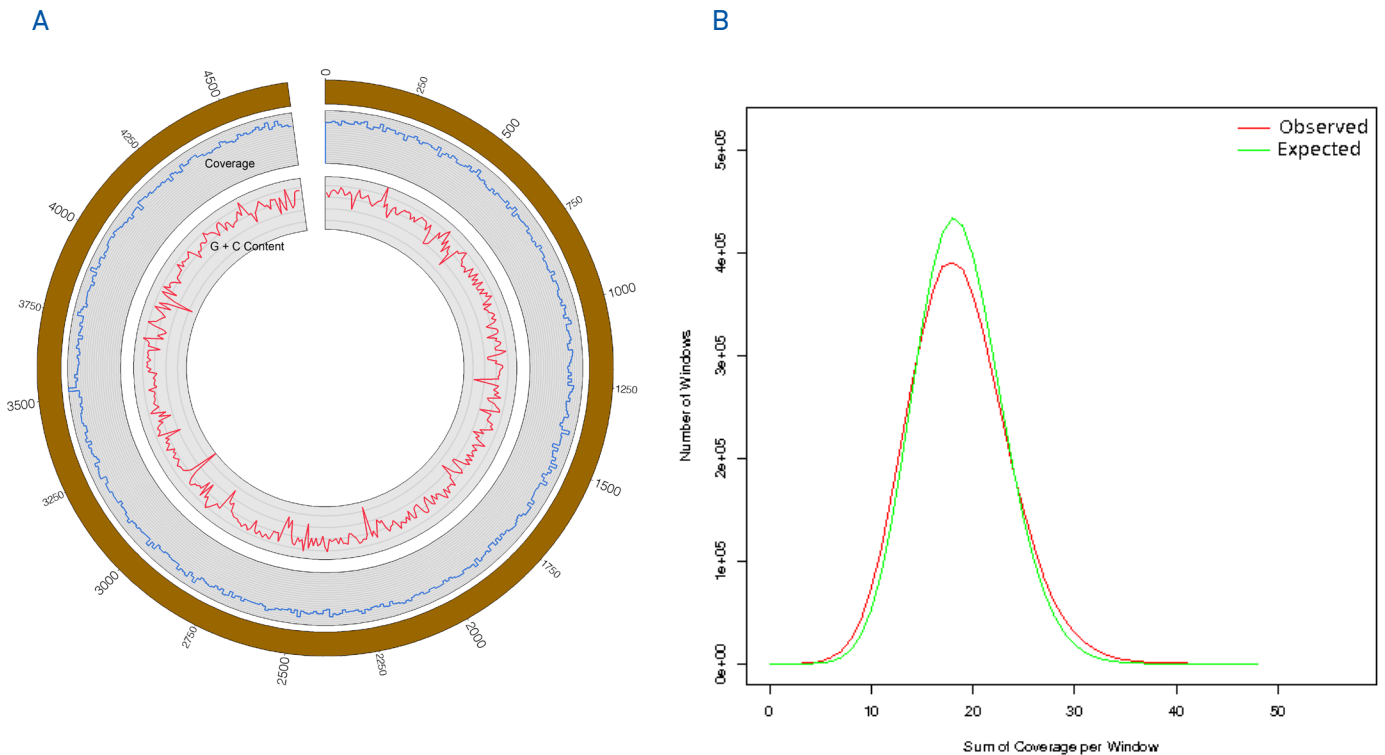 A
B
0
250
500
750
1000
1250
1500
1750
2000
2250
2500
2750
3000
3250
3500
3750
4000
4250
4500
Coverage
G + C Content
Observed
Expected
5e+05
4e+05
3e+05
2e+05
1e+05
0e+00
Number of Windows
0 10 20 30 40 50
Sum of Coverage per Window